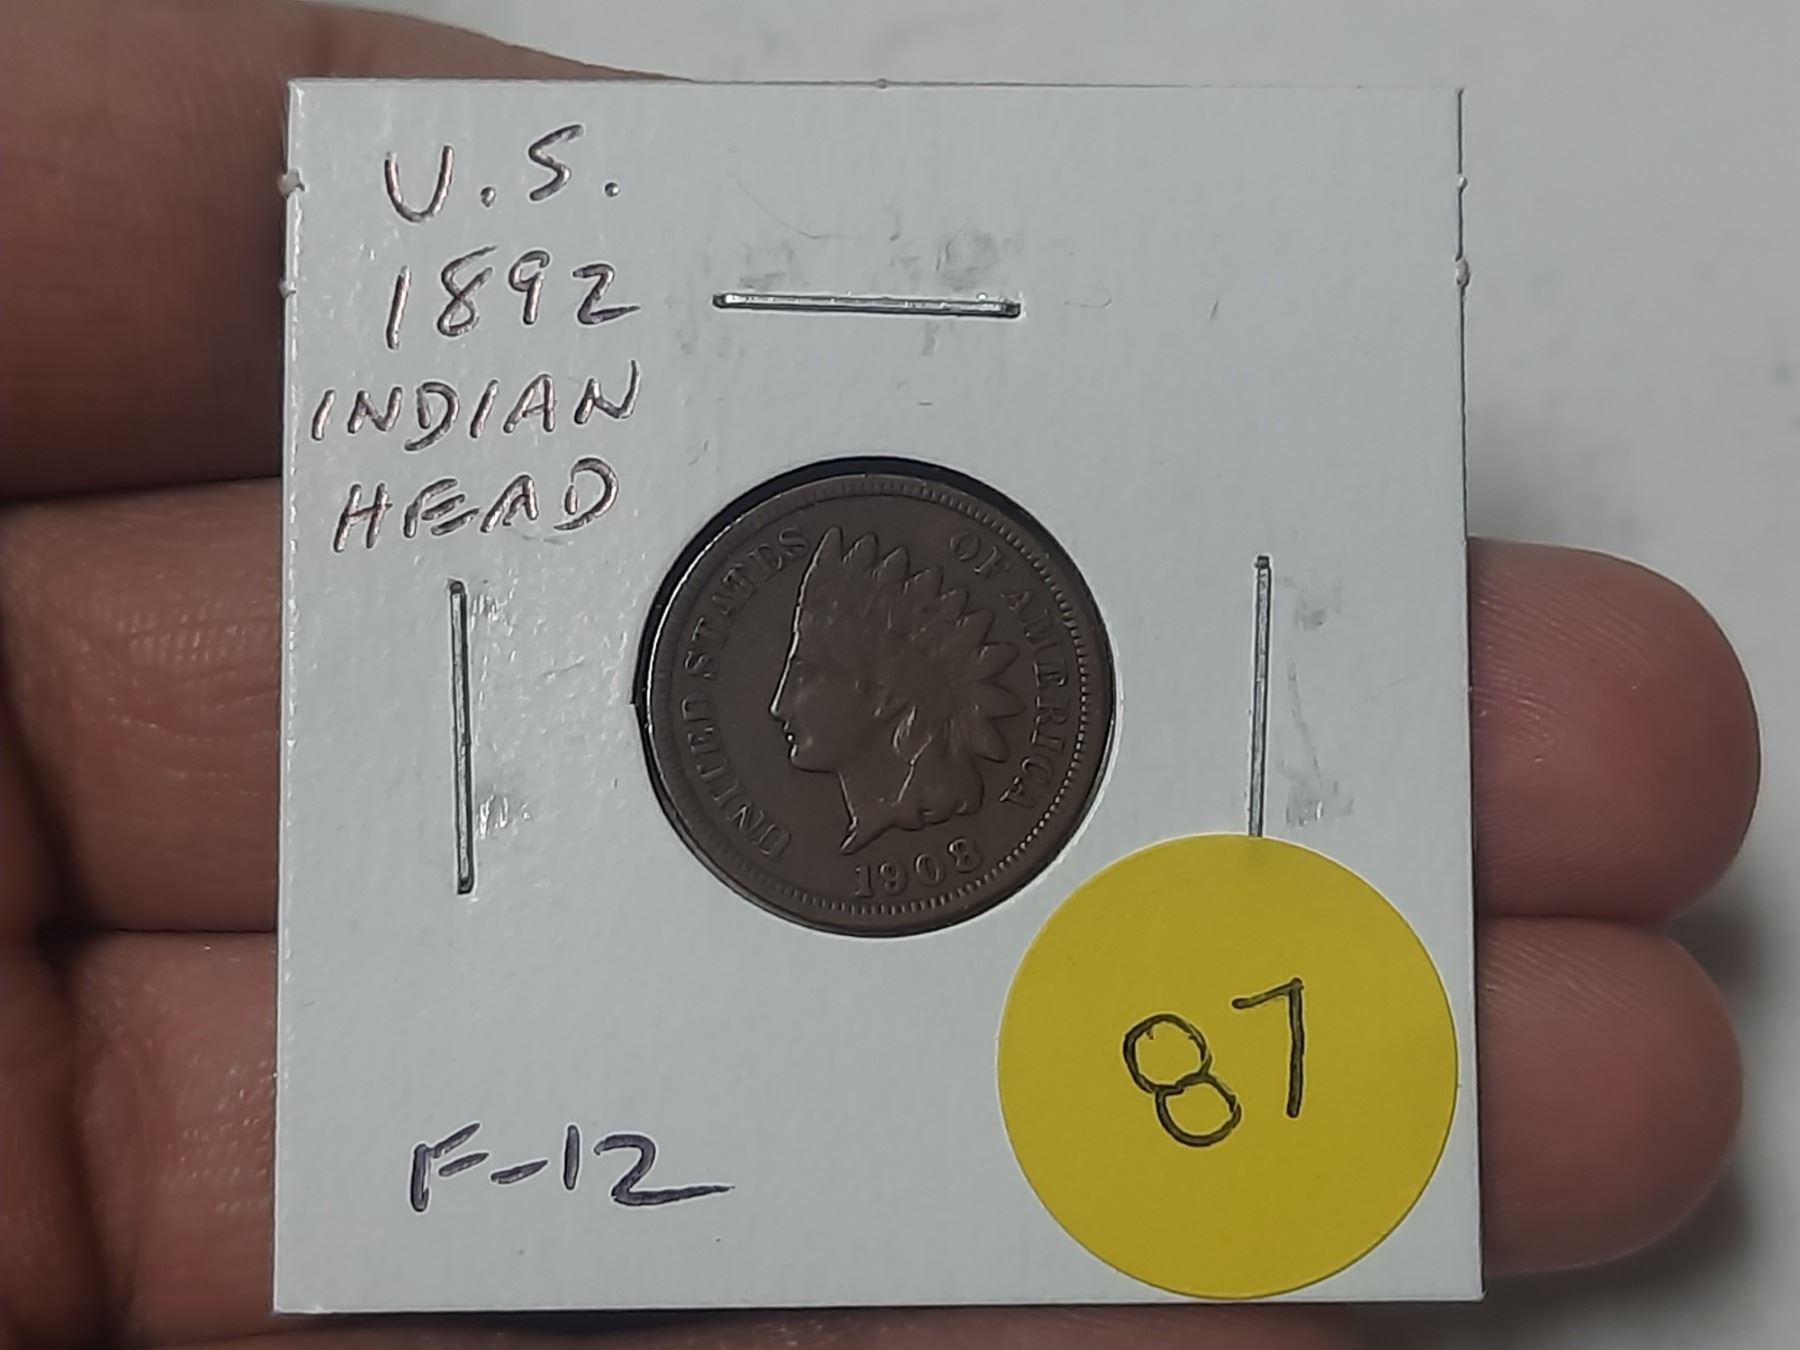 U.S.
1892
INDIAN
HEAD
UNITED STATES OF AMERICA
1908
87
F-12